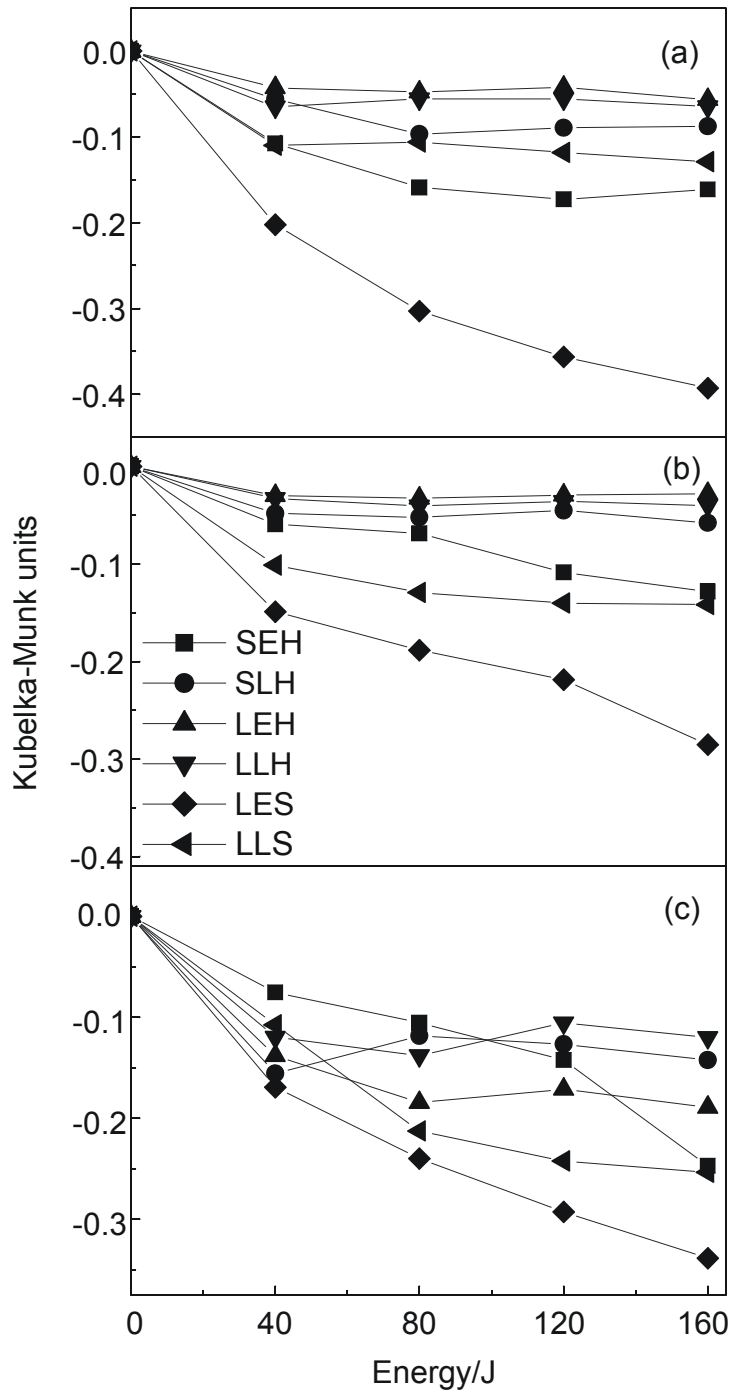 (a)
0.0
-0.1
-0.2
-0.3
-0.4
(b)
0.0
-0.1
-0.2
-0.3
-0.4
SEH
SLH
LEH
LLH
LES
LLS
Kubelka-Munk units
(c)
0.0
-0.1
-0.2
-0.3
0 40 80 120 160
Energy/J